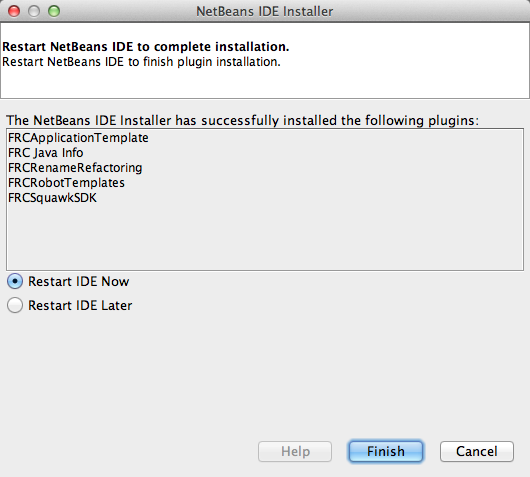 NetBeans IDE Installer
Restart NetBeans IDE to complete installation.
Restart NetBeans IDE to finish plugin installation.
The NetBeans IDE Installer has successfully installed the following plugins:
FRCApplicationTemplate
FRC Java Info
FRCRenameRefactoring
FRCRobotTemplates
FRCSquawkSDK
Restart IDE Now
Restart IDE Later
Help Finish Cancel